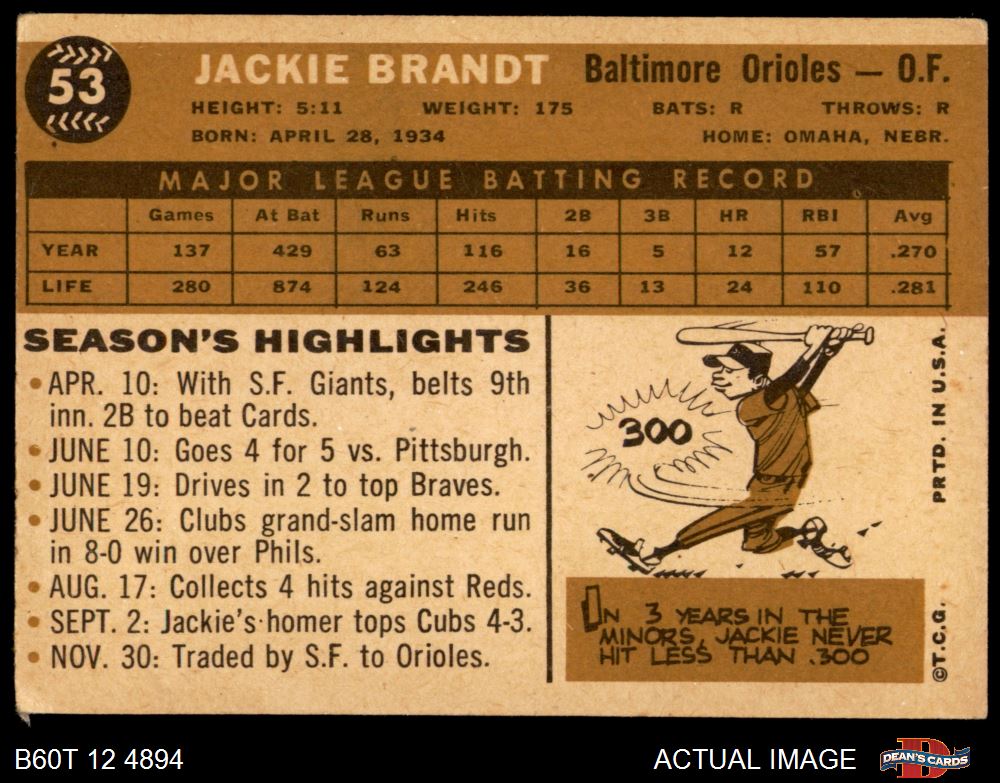 53
JACKIE BRANDT Baltimore Orioles — O.F.
HEIGHT: 5:11 WEIGHT: 175 BATS: R THROWS: R
BORN: APRIL 28, 1934 HOME: OMAHA, NEBR.
MAJOR LEAGUE BATTING RECORD
Games At Bat Runs Hits 2B 3B HR RBI Avg
YEAR 137 429 63 116 16 5 12 57 .270
LIFE 280 874 124 246 36 13 24 110 .281
SEASON'S HIGHLIGHTS
• APR. 10: With S.F. Giants, belts 9th
inn. 2B to beat Cards.
• JUNE 10: Goes 4 for 5 vs. Pittsburgh.
• JUNE 19: Drives in 2 to top Braves.
• JUNE 26: Clubs grand-slam home run
in 8-0 win over Phils.
• AUG. 17: Collects 4 hits against Reds.
• SEPT. 2: Jackie's homer tops Cubs 4-3.
• NOV. 30: Traded by S.F. to Orioles.
300
IN 3 YEARS IN THE
MINORS, JACKIE NEVER
HIT LESS THAN .300
©T.C.G. PRTD. IN U.S.A.
B60T 12 4894 ACTUAL IMAGE DEAN'S CARDS